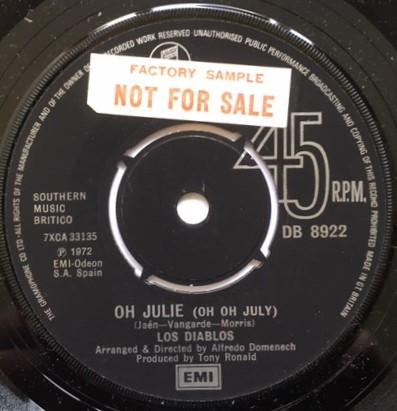 THE GRAMOPHONE CO LTD·ALL RIGHTS OF THE MANUFACTURER AND OF THE OWNER OF THE RECORDED WORK RESERVED·UNAUTHORISED PUBLIC PERFORMANCE BROADCASTING AND COPYING OF THIS RECORD PROHIBITED MADE IN GT BRITAIN
FACTORY SAMPLE
NOT FOR SALE
45 R.P.M.
DB 8922
SOUTHERN
MUSIC
BRITICO
7XCA 33135
Ⓟ 1972
EMI-Odeon
S.A. Spain
OH JULIE (OH OH JULY)
(Jaén—Vangarde—Morris)
LOS DIABLOS
Arranged & Directed by Alfredo Domenech
Produced by Tony Ronald
EMI